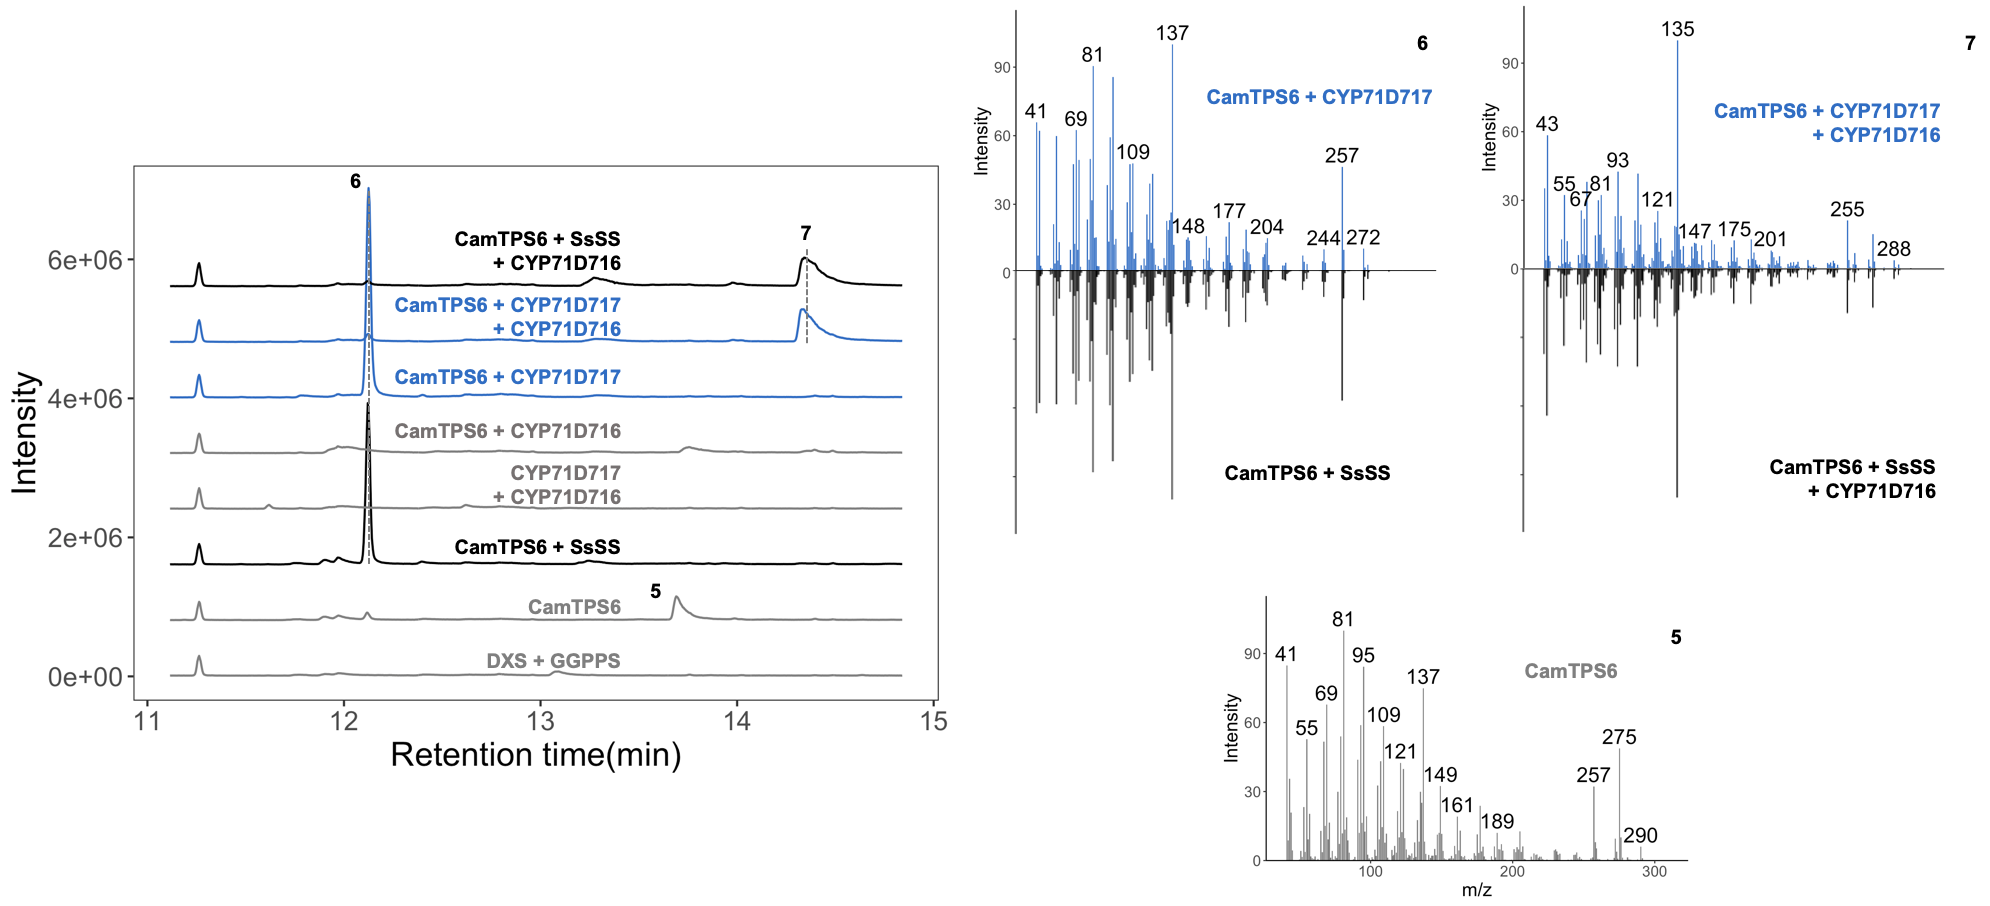 6
7
CamTPS6 + SsSS
+ CYP71D716
CamTPS6 + CYP71D717
+ CYP71D716
CamTPS6 + CYP71D717
CamTPS6 + CYP71D716
CYP71D717
+ CYP71D716
CamTPS6 + SsSS
5
CamTPS6
DXS + GGPPS
6e+06
4e+06
2e+06
0e+00
Intensity
11 12 13 14 15
Retention time(min)
6
CamTPS6 + CYP71D717
137
81
41
69
109
257
148
177
204
244
272
90
60
30
0
Intensity
CamTPS6 + SsSS
7
CamTPS6 + CYP71D717
+ CYP71D716
135
43
55
67
81
93
121
147
175
201
255
288
90
60
30
0
Intensity
CamTPS6 + SsSS
+ CYP71D716
5
CamTPS6
81
41
95
69
137
55
109
121
149
161
189
257
275
290
90
60
30
0
Intensity
100 200 300
m/z